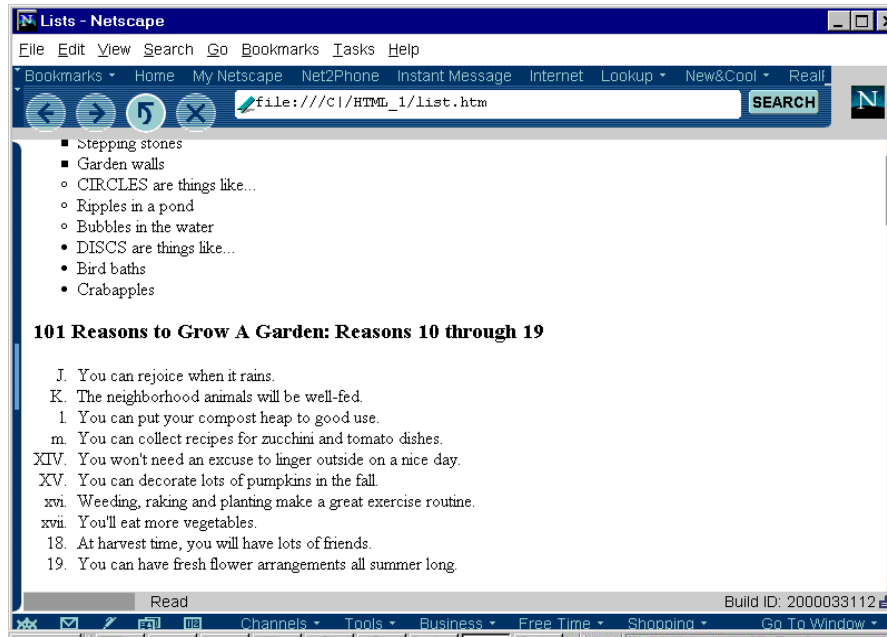 Lists - Netscape
File Edit View Search Go Bookmarks Tasks Help
Bookmarks Home My Netscape Net2Phone Instant Message Internet Lookup New&Cool
file:///C|/HTML_1/list.htm SEARCH N
Stepping stones
Garden walls
CIRCLES are things like...
Ripples in a pond
Bubbles in the water
DISCS are things like...
Bird baths
Crabapples
101 Reasons to Grow A Garden: Reasons 10 through 19
J. You can rejoice when it rains.
K. The neighborhood animals will be well-fed.
l. You can put your compost heap to good use.
m. You can collect recipes for zucchini and tomato dishes.
XIV. You won't need an excuse to linger outside on a nice day.
XV. You can decorate lots of pumpkins in the fall.
xvi. Weeding, raking and planting make a great exercise routine.
xvii. You'll eat more vegetables.
18. At harvest time, you will have lots of friends.
19. You can have fresh flower arrangements all summer long.
Read Build ID: 2000033112
Channels Tools Business Free Time Shopping Go To Window